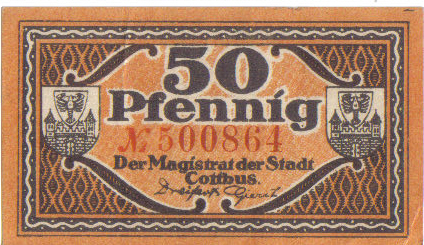 50
Pfennig
№ 500864
Der Magistrat der Stadt
Cottbus.